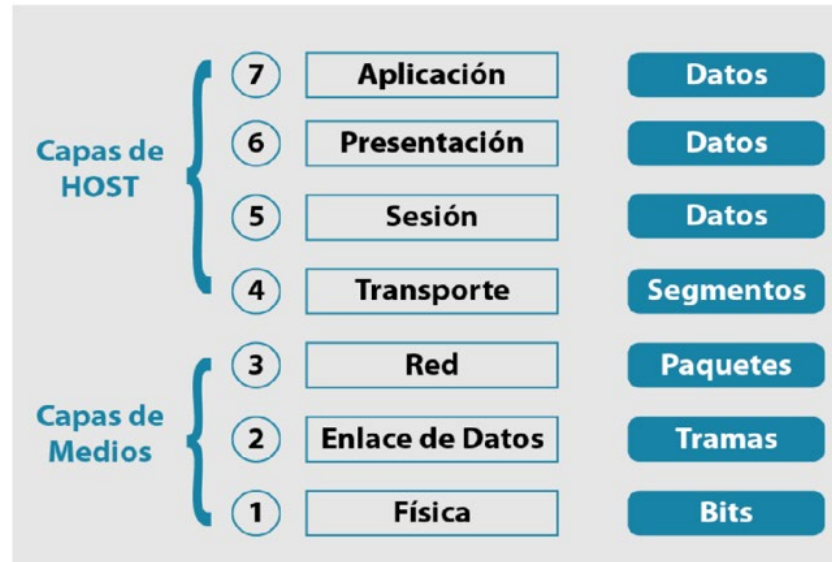 7 Aplicación Datos
6 Presentación Datos
Capas de
HOST
5 Sesión Datos
4 Transporte Segmentos
3 Red Paquetes
Capas de
Medios
2 Enlace de Datos Tramas
1 Física Bits